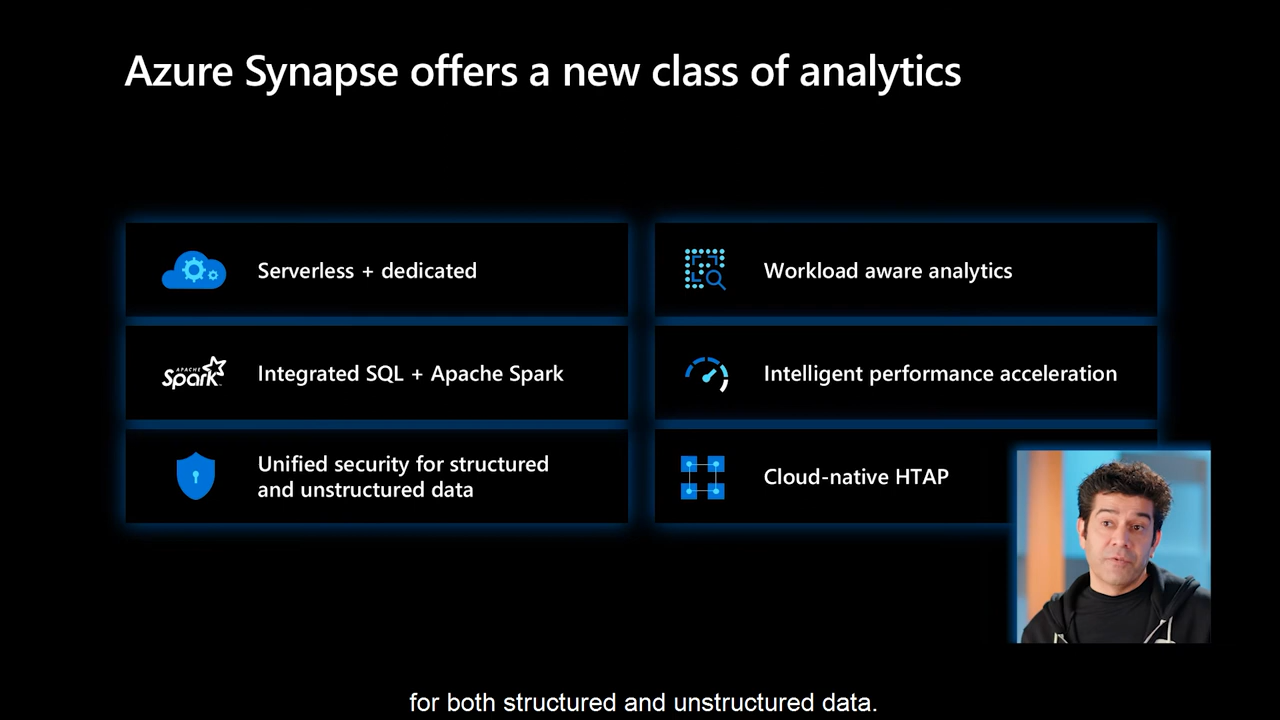 Azure Synapse offers a new class of analytics
Serverless + dedicated
Workload aware analytics
APACHE
Spark
Integrated SQL + Apache Spark
Intelligent performance acceleration
Unified security for structured
and unstructured data
Cloud-native HTAP
for both structured and unstructured data.